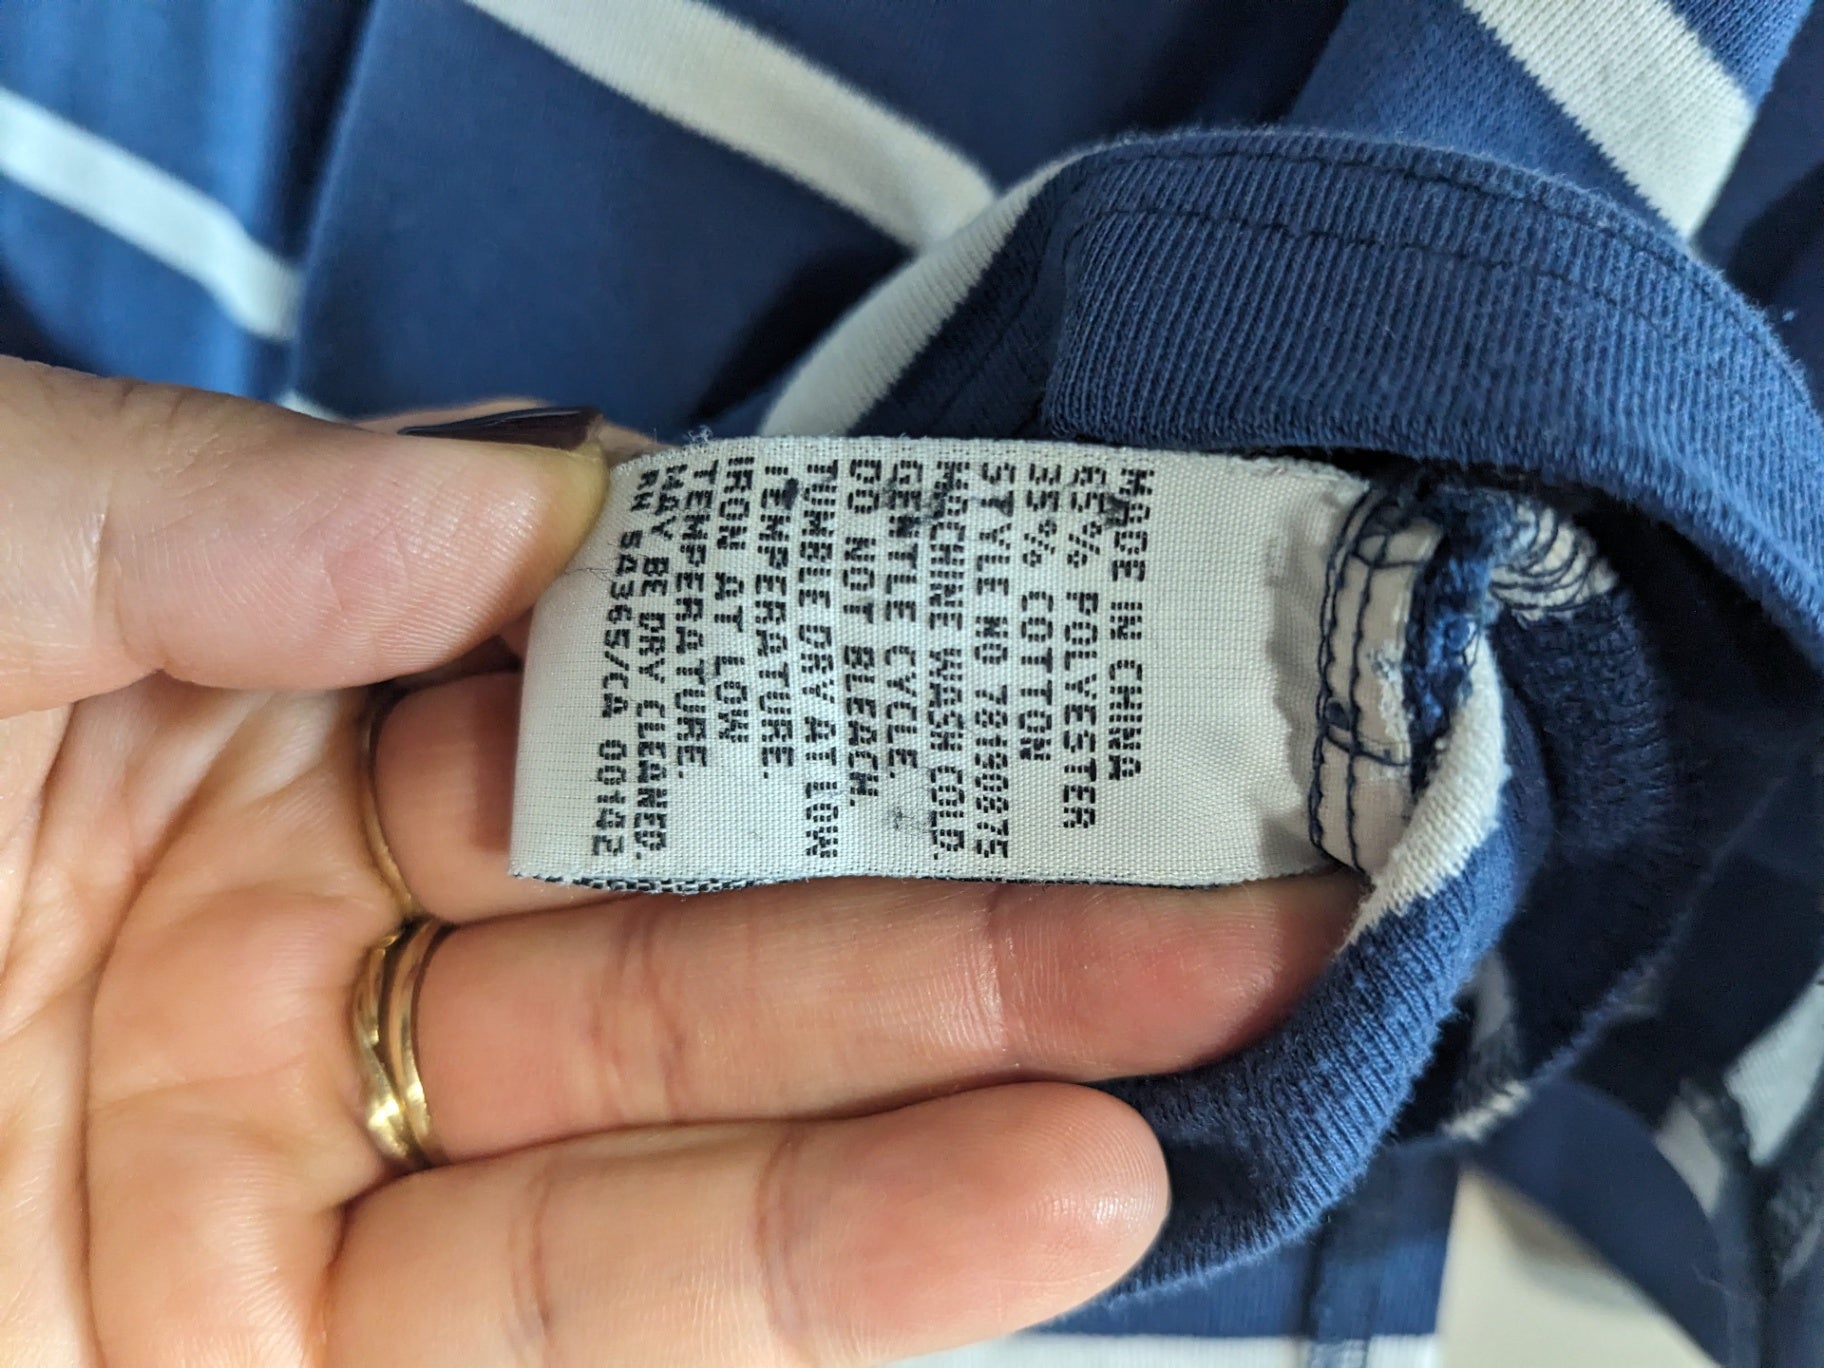 MADE IN CHINA
65% POLYESTER
35% COTTON
STYLE NO 78190875
MACHINE WASH COLD.
GENTLE CYCLE.
DO NOT BLEACH.
TUMBLE DRY AT LOW
TEMPERATURE.
IRON AT LOW
TEMPERATURE.
MAY BE DRY CLEANED.
RN 54365/CA 00142